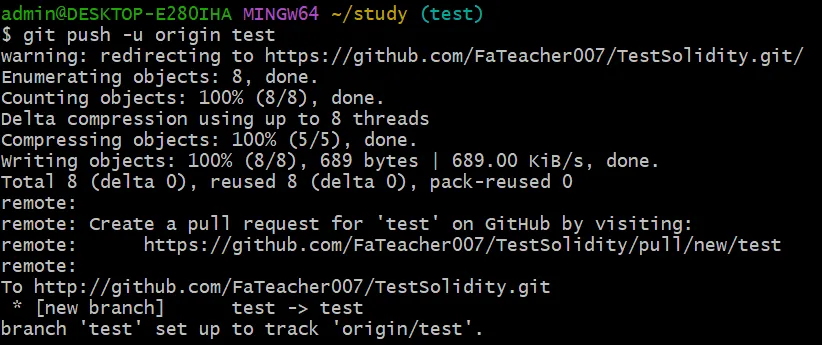 admin@DESKTOP-E280IHA MINGW64 ~/study (test)
$ git push -u origin test
warning: redirecting to https://github.com/FaTeacher007/TestSolidity.git/
Enumerating objects: 8, done.
Counting objects: 100% (8/8), done.
Delta compression using up to 8 threads
Compressing objects: 100% (5/5), done.
Writing objects: 100% (8/8), 689 bytes | 689.00 KiB/s, done.
Total 8 (delta 0), reused 8 (delta 0), pack-reused 0
remote:
remote: Create a pull request for 'test' on GitHub by visiting:
remote:      https://github.com/FaTeacher007/TestSolidity/pull/new/test
remote:
To http://github.com/FaTeacher007/TestSolidity.git
 * [new branch]      test -> test
branch 'test' set up to track 'origin/test'.